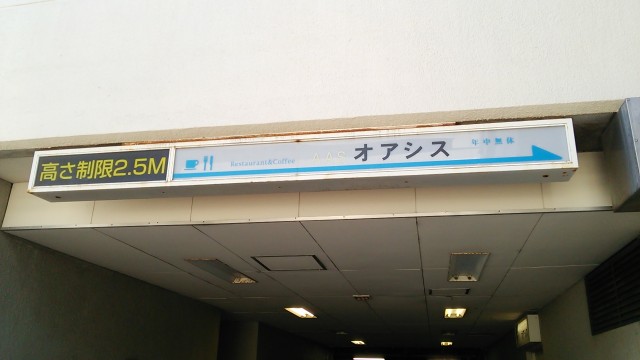 高さ制限2.5M
Restaurant&Coffee
オアシス
年中無休